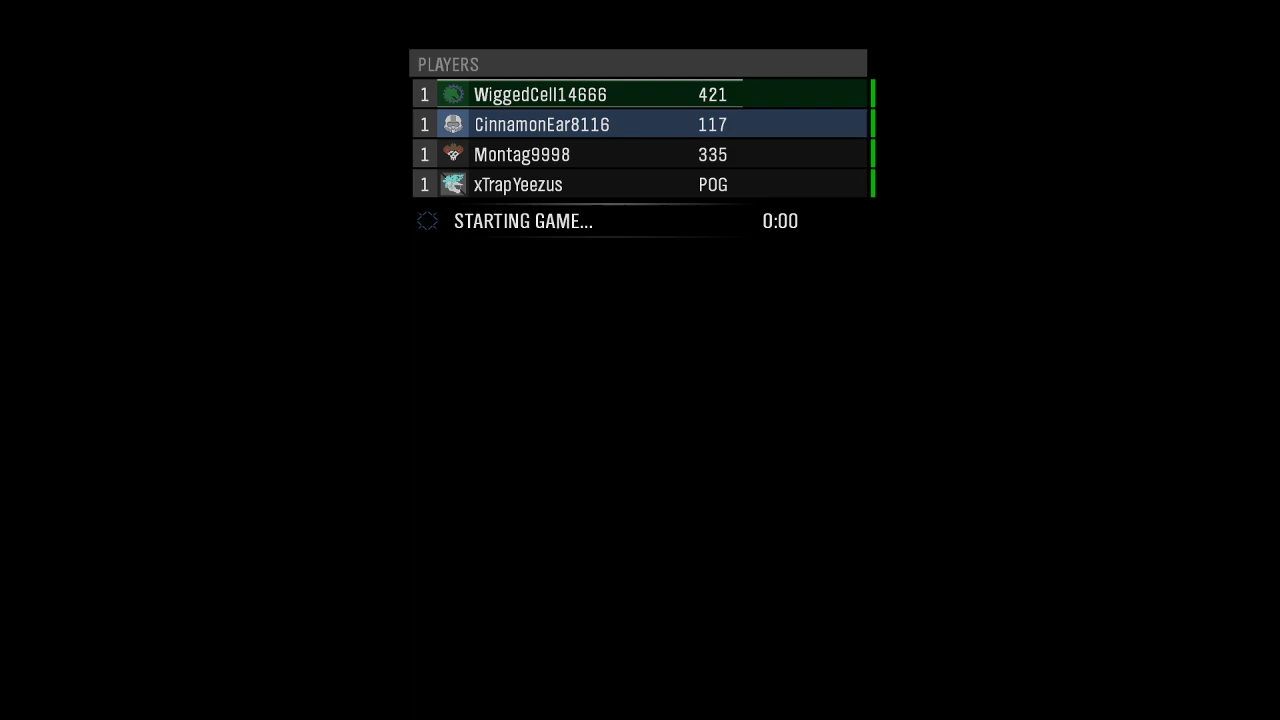 PLAYERS
1 WiggedCell14666 421
1 CinnamonEar8116 117
1 Montag9998 335
1 xTrapYeezus POG
STARTING GAME... 0:00